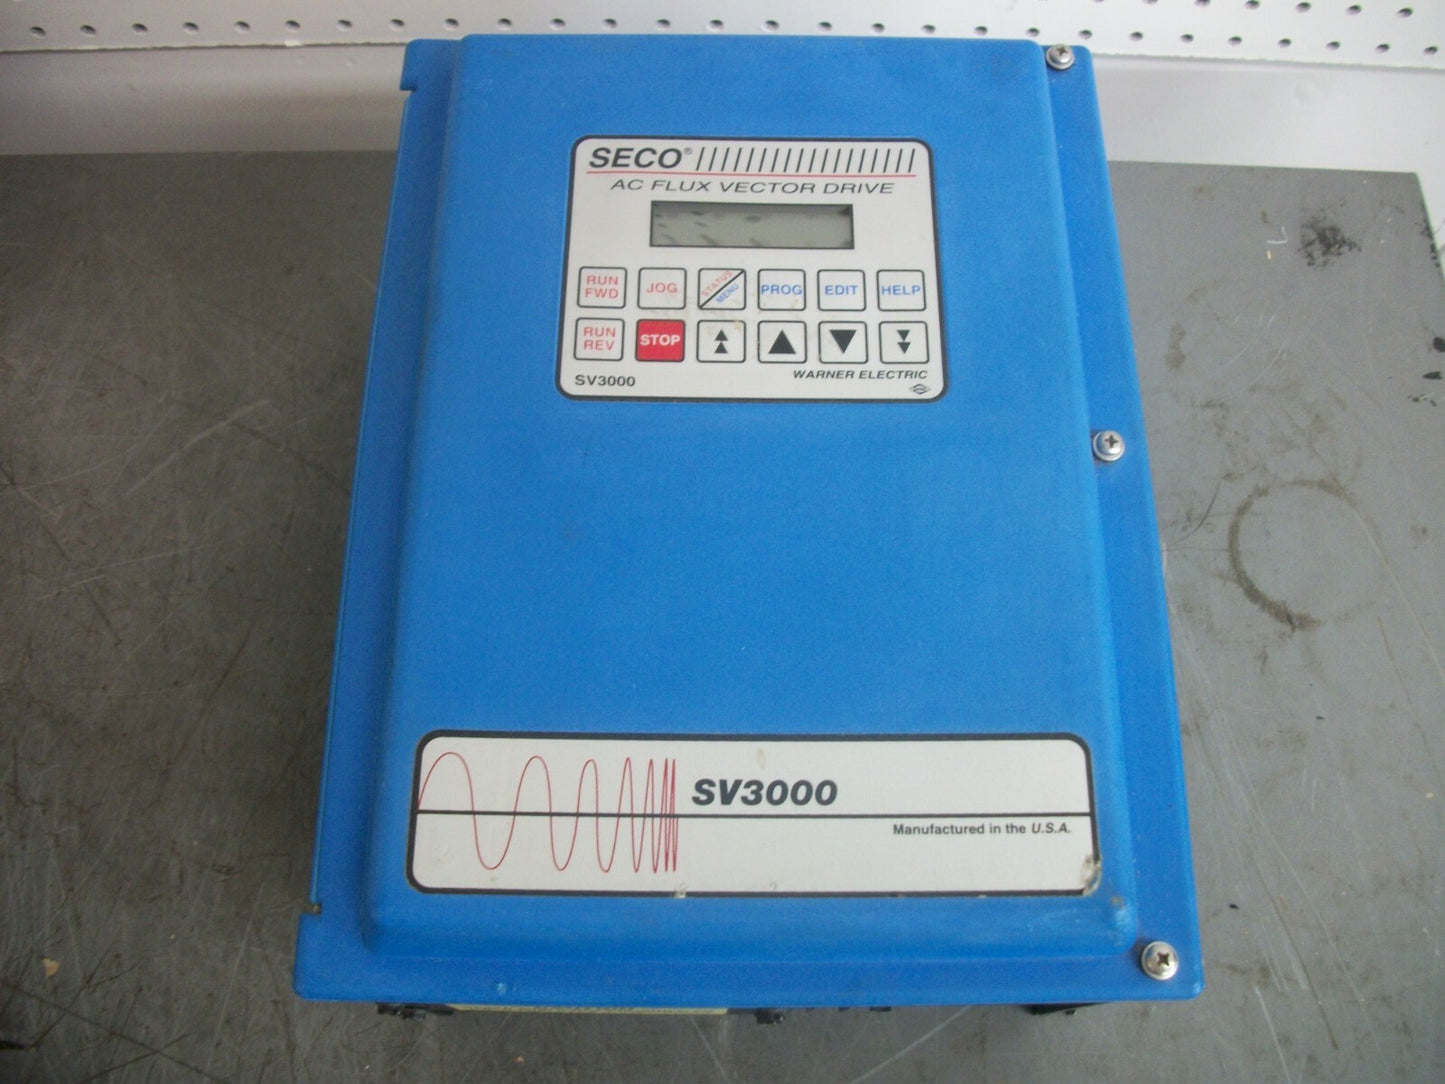 SECO®
AC FLUX VECTOR DRIVE
RUN FWD
JOG
STATUS MENU
PROG
EDIT
HELP
RUN REV
STOP
SV3000
WARNER ELECTRIC
SV3000
Manufactured in the U.S.A.